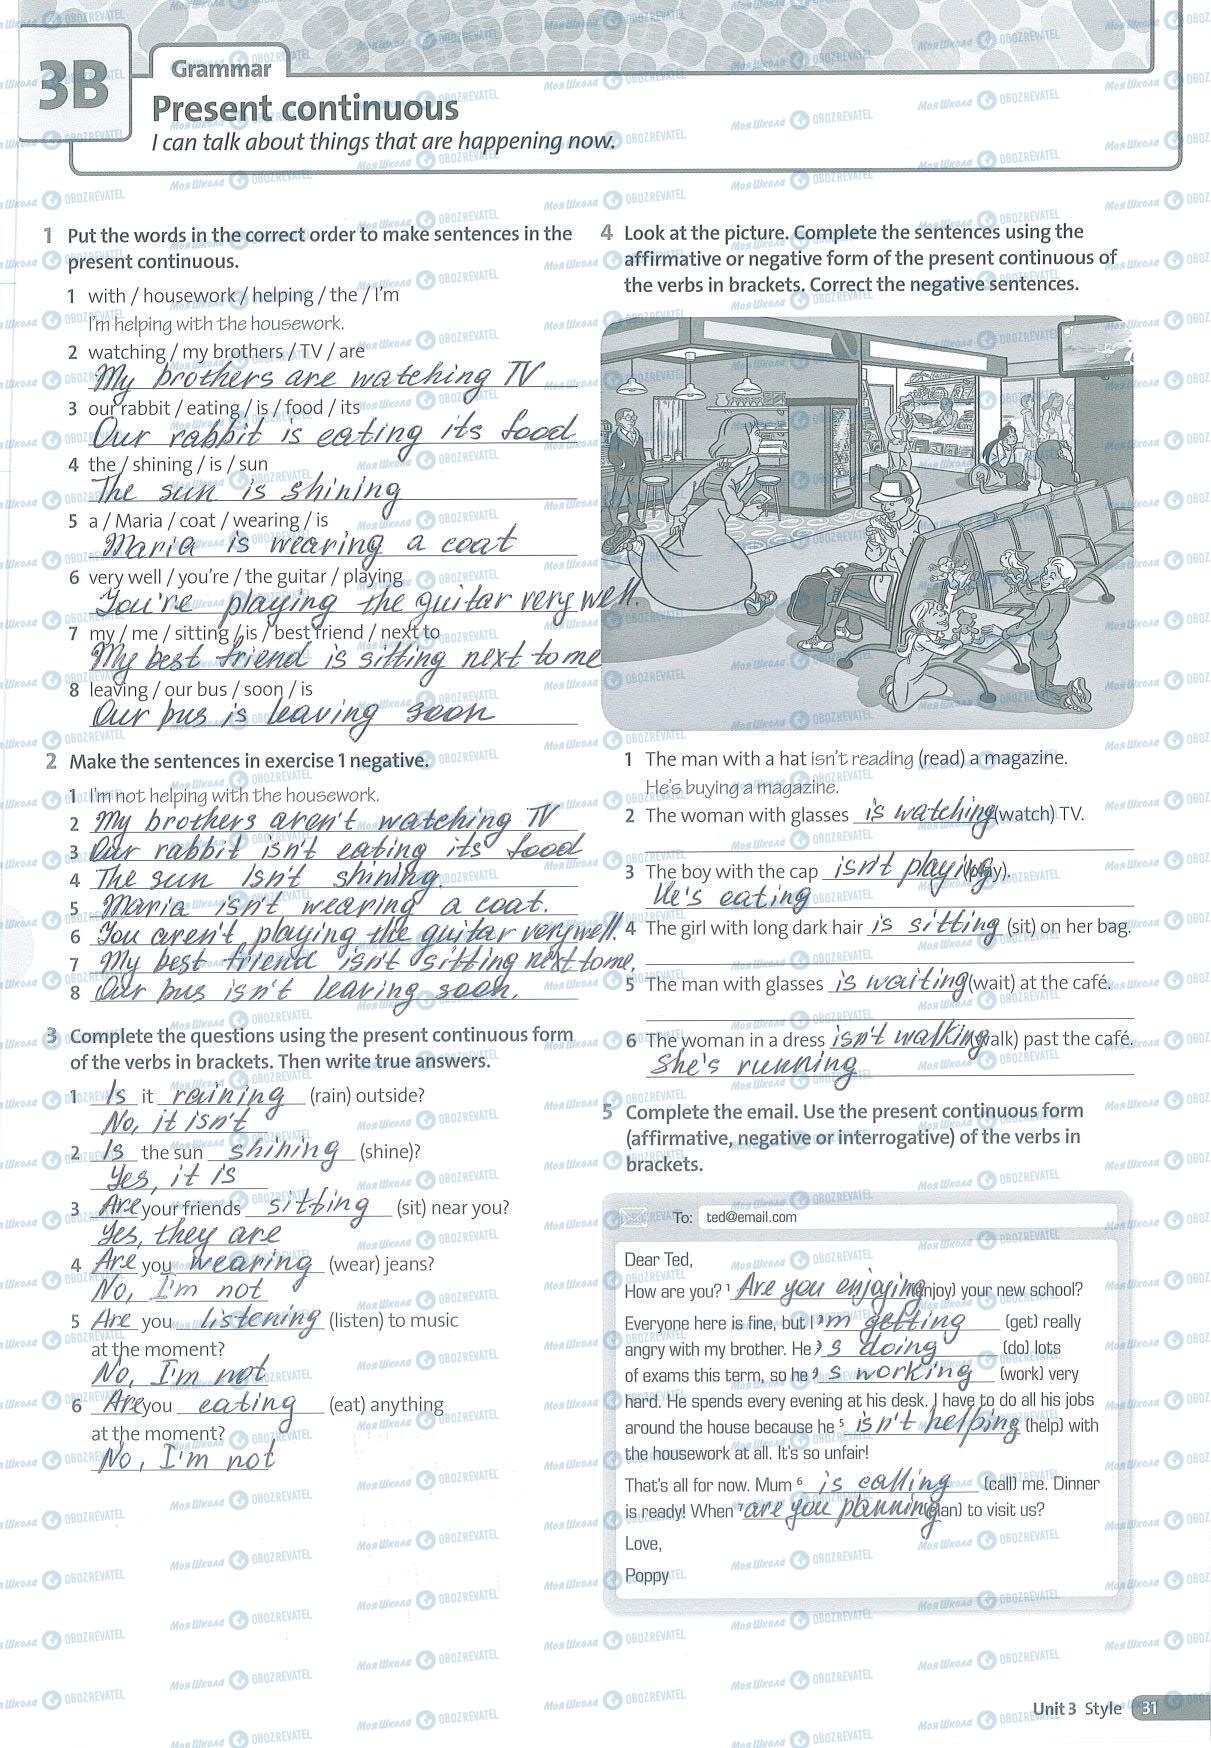 3B
Grammar
Present continuous
I can talk about things that are happening now.
1 Put the words in the correct order to make sentences in the
present continuous.
1 with / housework / helping / the / I'm
I'm helping with the housework.
2 watching / my brothers / TV / are
My brothers are watching TV
3 our rabbit / eating / is / food / its
Our rabbit is eating its food
4 the / shining / is / sun
The sun is shining
5 a / Maria / coat / wearing / is
Maria is wearing a coat
6 very well / you're / the guitar / playing
You're playing the guitar very well.
7 my / me / sitting / is / best friend / next to
My best friend is sitting next to me
8 leaving / our bus / soon / is
Our bus is leaving soon
2 Make the sentences in exercise 1 negative.
1 I'm not helping with the housework.
2 My brothers aren't watching TV
3 Our rabbit isn't eating its food
4 The sun isn't shining.
5 Maria isn't wearing a coat.
6 You aren't playing the guitar very well.
7 My best friend isn't sitting next to me.
8 Our bus isn't leaving soon.
3 Complete the questions using the present continuous form
of the verbs in brackets. Then write true answers.
1 Is it raining (rain) outside?
No, it isn't
2 Is the sun shining (shine)?
Yes, it is
3 Are your friends sitting (sit) near you?
Yes, they are
4 Are you wearing (wear) jeans?
No, I'm not
5 Are you listening (listen) to music
at the moment?
No, I'm not
6 Are you eating (eat) anything
at the moment?
No, I'm not
4 Look at the picture. Complete the sentences using the
affirmative or negative form of the present continuous of
the verbs in brackets. Correct the negative sentences.
1 The man with a hat isn't reading (read) a magazine.
He's buying a magazine.
2 The woman with glasses is watching (watch) TV.
3 The boy with the cap isn't playing (play).
He's eating
4 The girl with long dark hair is sitting (sit) on her bag.
5 The man with glasses is waiting (wait) at the café.
6 The woman in a dress isn't walking (walk) past the café.
She's running
5 Complete the email. Use the present continuous form
(affirmative, negative or interrogative) of the verbs in
brackets.
To: ted@email.com
Dear Ted,
How are you? 1 Are you enjoying (enjoy) your new school?
Everyone here is fine, but I 'm getting (get) really
angry with my brother. He 's doing (do) lots
of exams this term, so he 's working (work) very
hard. He spends every evening at his desk. I have to do all his jobs
around the house because he 5 isn't helping (help) with
the housework at all. It's so unfair!
That's all for now. Mum 6 is calling (call) me. Dinner
is ready! When 7 are you planning (plan) to visit us?
Love,
Poppy
Unit 3 Style 31
МояШкола OBOZREVATEL